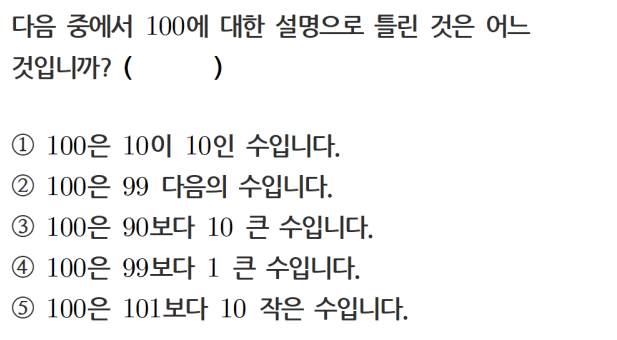 다음 중에서 100에 대한 설명으로 틀린 것은 어느
것입니까? (        )
① 100은 10이 10인 수입니다.
② 100은 99 다음의 수입니다.
③ 100은 90보다 10 큰 수입니다.
④ 100은 99보다 1 큰 수입니다.
⑤ 100은 101보다 10 작은 수입니다.